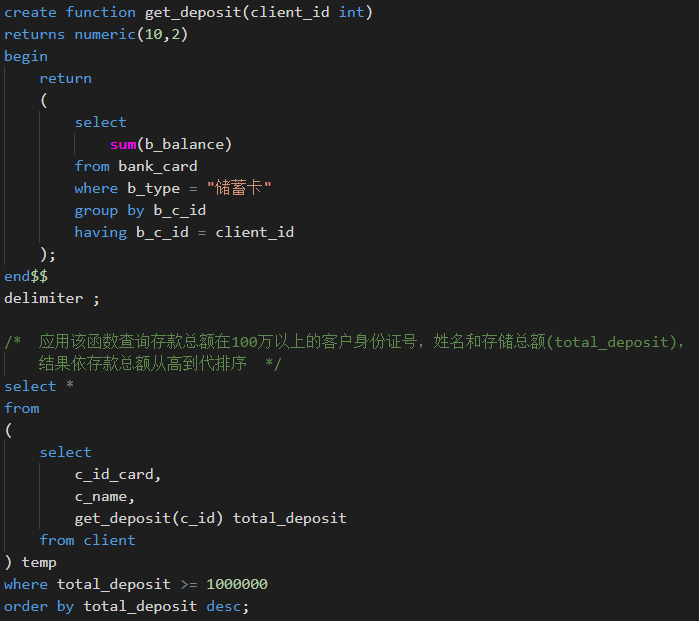 create function get_deposit(client_id int)
returns numeric(10,2)
begin
return
(
select
sum(b_balance)
from bank_card
where b_type = "储蓄卡"
group by b_c_id
having b_c_id = client_id
);
end$$
delimiter ;
/* 应用该函数查询存款总额在100万以上的客户身份证号，姓名和存储总额(total_deposit)，
结果依存款总额从高到代排序 */
select *
from
(
select
c_id_card,
c_name,
get_deposit(c_id) total_deposit
from client
) temp
where total_deposit >= 1000000
order by total_deposit desc;